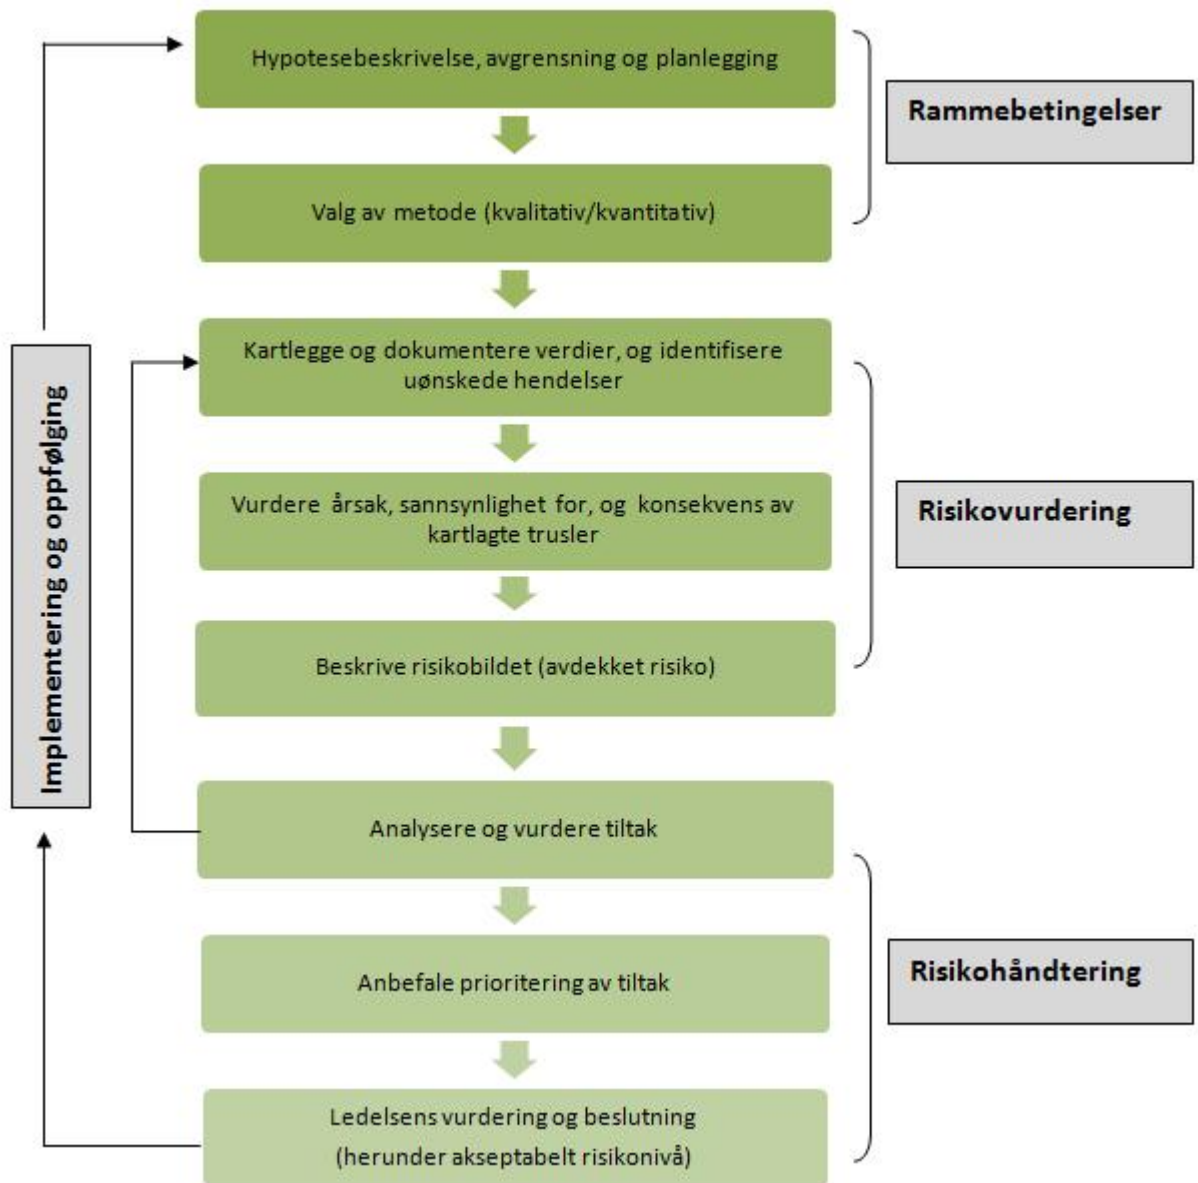 Hypotesebeskrivelse, avgrensning og planlegging
Rammebetingelser
Valg av metode (kvalitativ/kvantitativ)
Kartlegge og dokumentere verdier, og identifisere
uønskede hendelser
Implementering og oppfølging
Vurdere årsak, sannsynlighet for, og konsekvens av
kartlagte trusler
Risikovurdering
Beskrive risikobildet (avdekket risiko)
Analysere og vurdere tiltak
Anbefale prioritering av tiltak
Risikohåndtering
Ledelsens vurdering og beslutning
(herunder akseptabelt risikonivå)